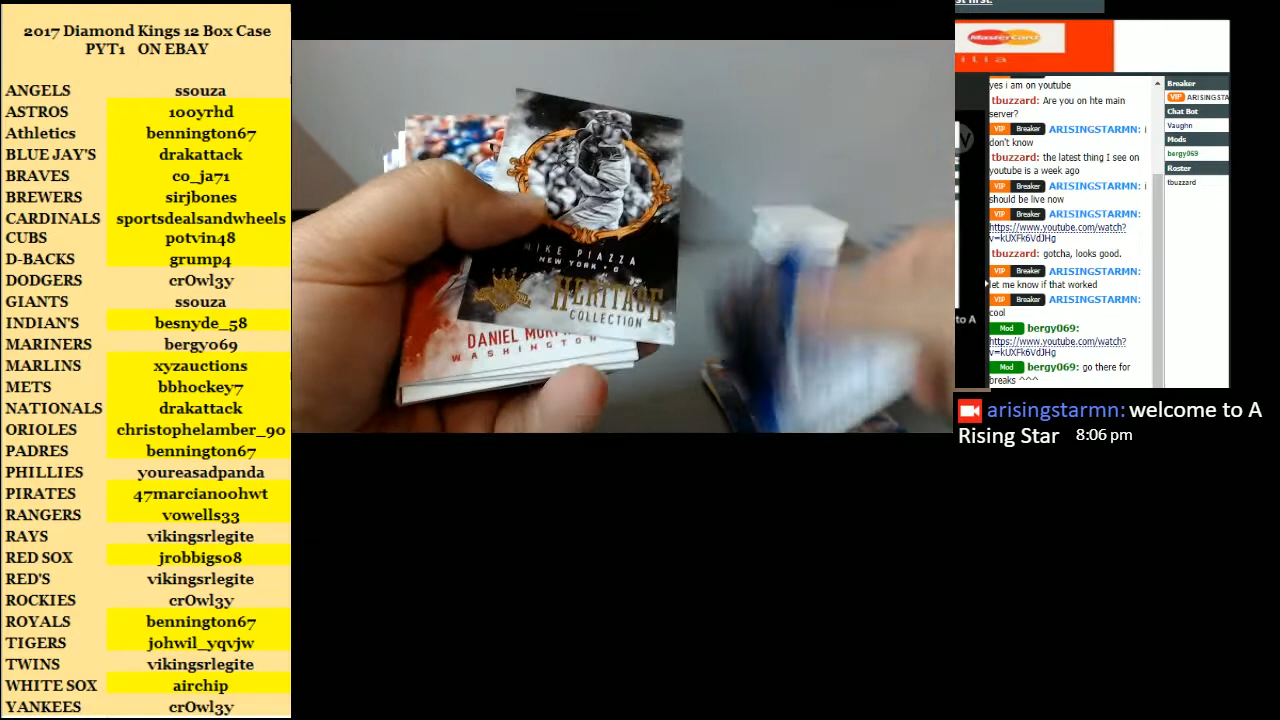 2017 Diamond Kings 12 Box Case
PYT1 ON EBAY
ANGELS ssouza
ASTROS 100yrhd
Athletics bennington67
BLUE JAY'S drakattack
BRAVES co_ja71
BREWERS sirjbones
CARDINALS sportsdealsandwheels
CUBS potvin48
D-BACKS grump4
DODGERS crOwl3y
GIANTS ssouza
INDIAN'S besnyde_58
MARINERS bergy069
MARLINS xyzauctions
METS bbhockey7
NATIONALS drakattack
ORIOLES christophelamber_90
PADRES bennington67
PHILLIES youreasadpanda
PIRATES 47marcianoohwt
RANGERS vowells33
RAYS vikingsrlegite
RED SOX jrobbigs08
RED'S vikingsrlegite
ROCKIES crOwl3y
ROYALS bennington67
TIGERS johwil_yqvjw
TWINS vikingsrlegite
WHITE SOX airchip
YANKEES crOwl3y
MIKE PIAZZA
NEW YORK • C
HERITAGE
COLLECTION
DANIEL
WASHINGTON
st first.
MasterCard
yes i am on youtube
tbuzzard: Are you on hte main
server?
VIP Breaker ARISINGSTARMN: i
don't know
tbuzzard: the latest thing I see on
youtube is a week ago
VIP Breaker ARISINGSTARMN: i
should be live now
VIP Breaker ARISINGSTARMN:
https://www.youtube.com/watch?
v=kUXFk6VdJHg
tbuzzard: gotcha, looks good.
VIP Breaker ARISINGSTARMN:
let me know if that worked
VIP Breaker ARISINGSTARMN:
cool
Mod bergy069:
https://www.youtube.com/watch?
v=kUXFk6VdJHg
Mod bergy069: go there for
breaks ^^^
to A
Breaker
VIP ARISINGSTA
Chat Bot
Vaughn
Mods
bergy069
Roster
tbuzzard
arisingstarmn: welcome to A
Rising Star 8:06 pm